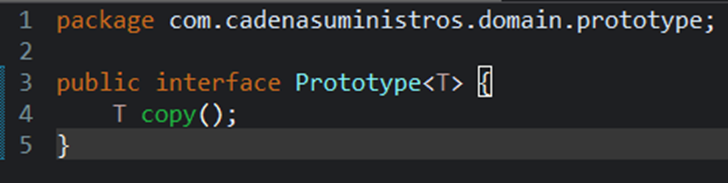 1 package com.cadenasuministros.domain.prototype;
2
3 public interface Prototype<T> {
4     T copy();
5 }